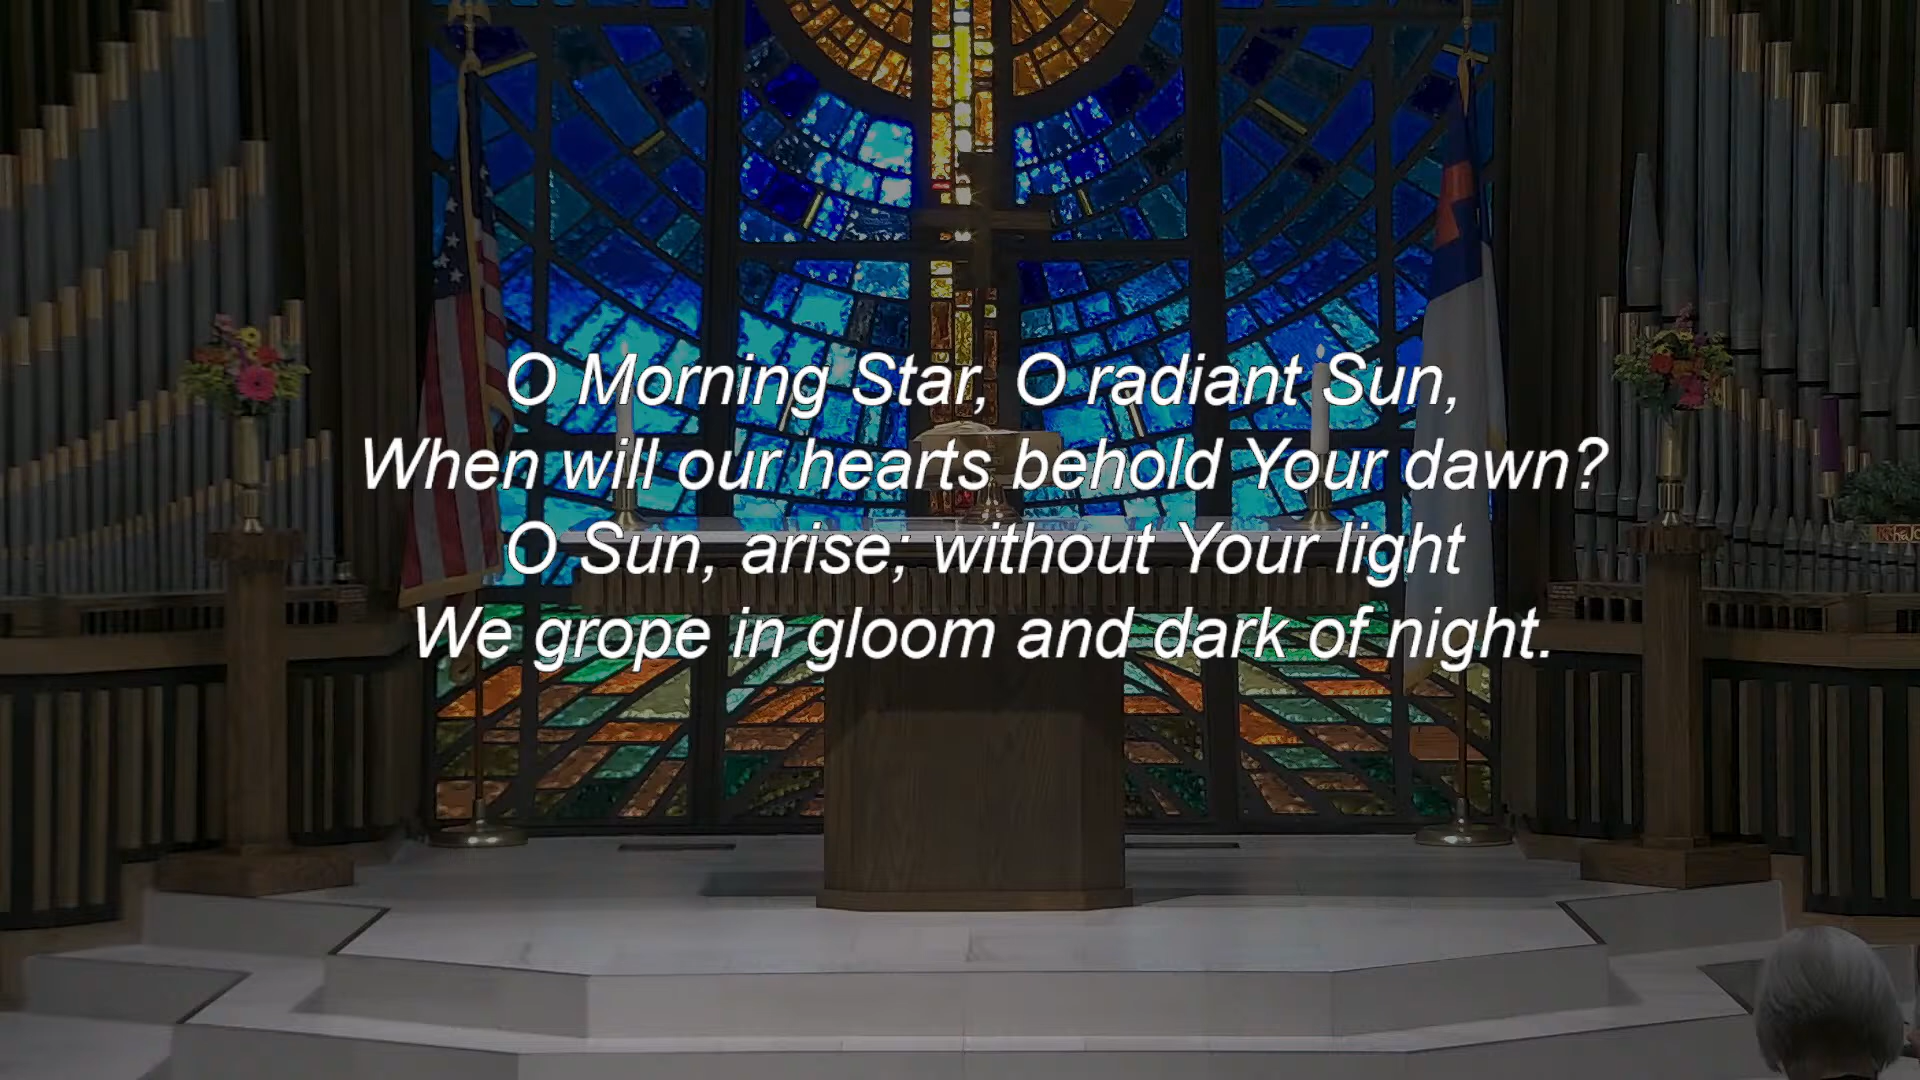 O Morning Star, O radiant Sun,
When will our hearts behold Your dawn?
O Sun, arise; without Your light
We grope in gloom and dark of night.